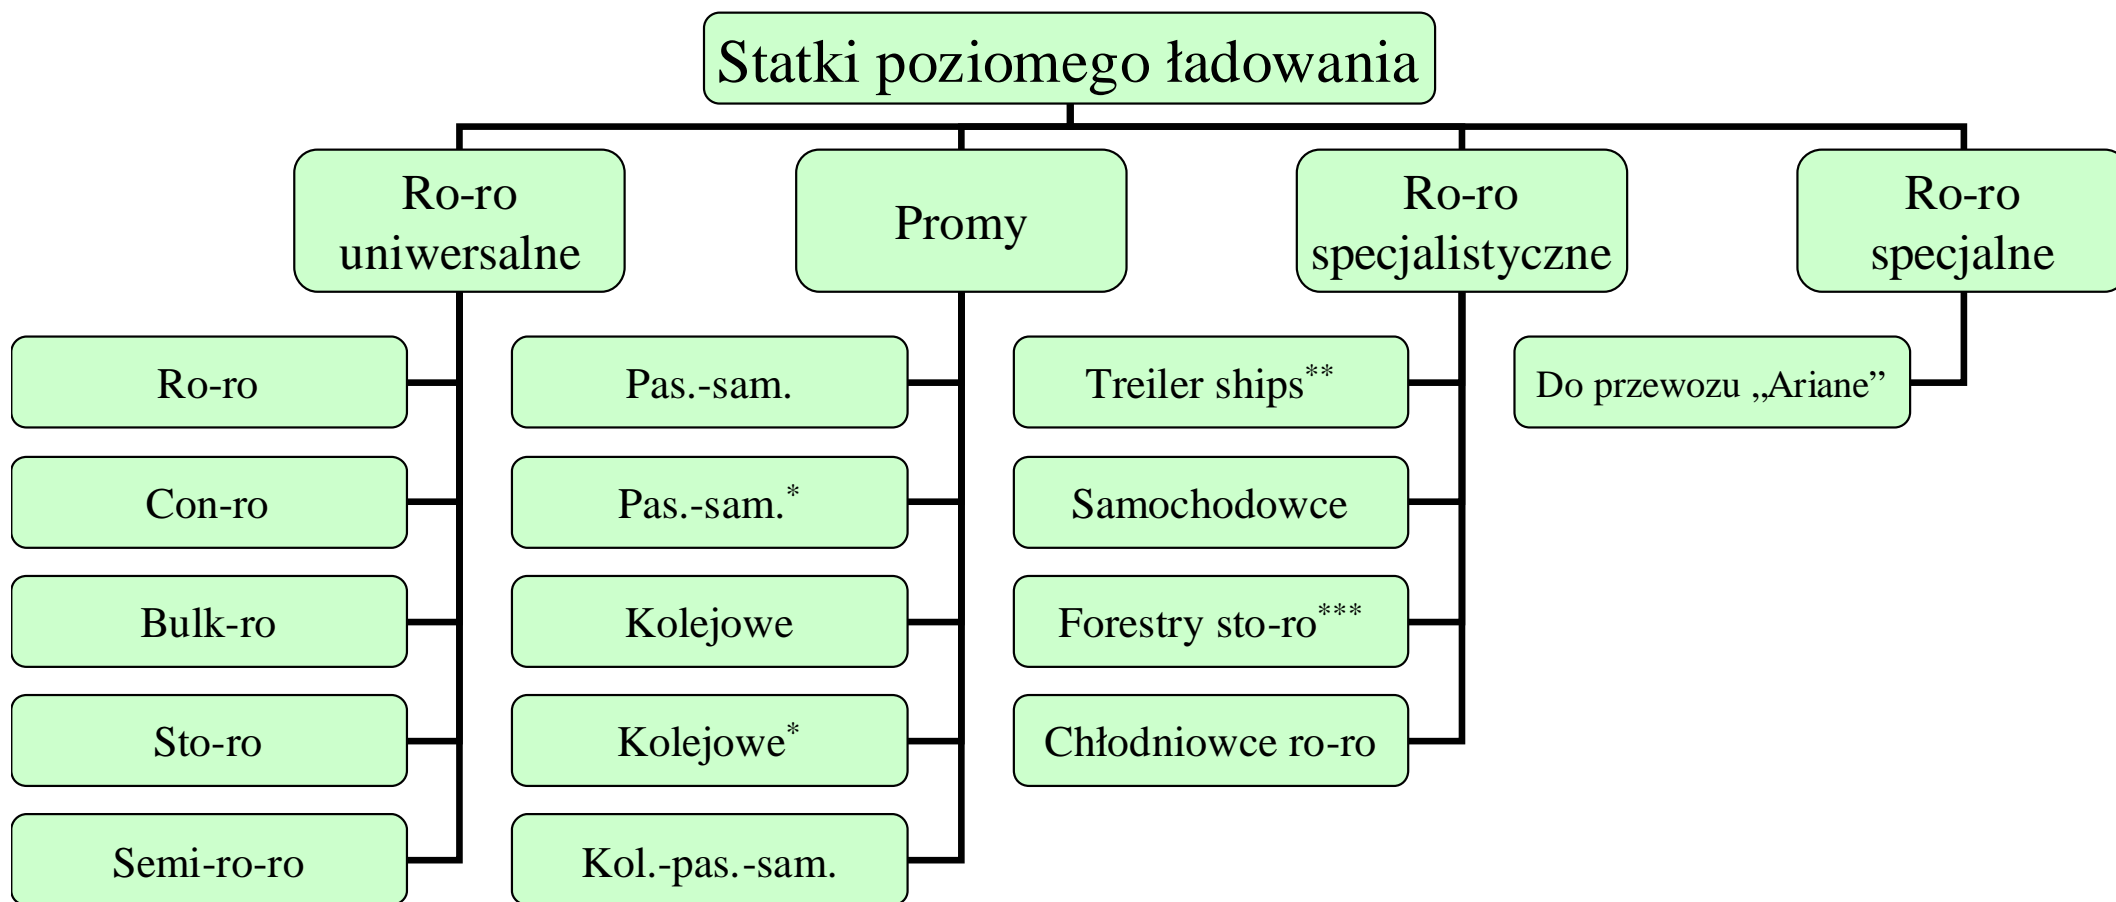 Statki poziomego ładowania
Ro-ro
uniwersalne
Promy
Ro-ro
specjalistyczne
Ro-ro
specjalne
Ro-ro
Pas.-sam.
Treiler ships**
Do przewozu „Ariane”
Con-ro
Pas.-sam.*
Samochodowce
Bulk-ro
Kolejowe
Forestry sto-ro***
Sto-ro
Kolejowe*
Chłodniowce ro-ro
Semi-ro-ro
Kol.-pas.-sam.